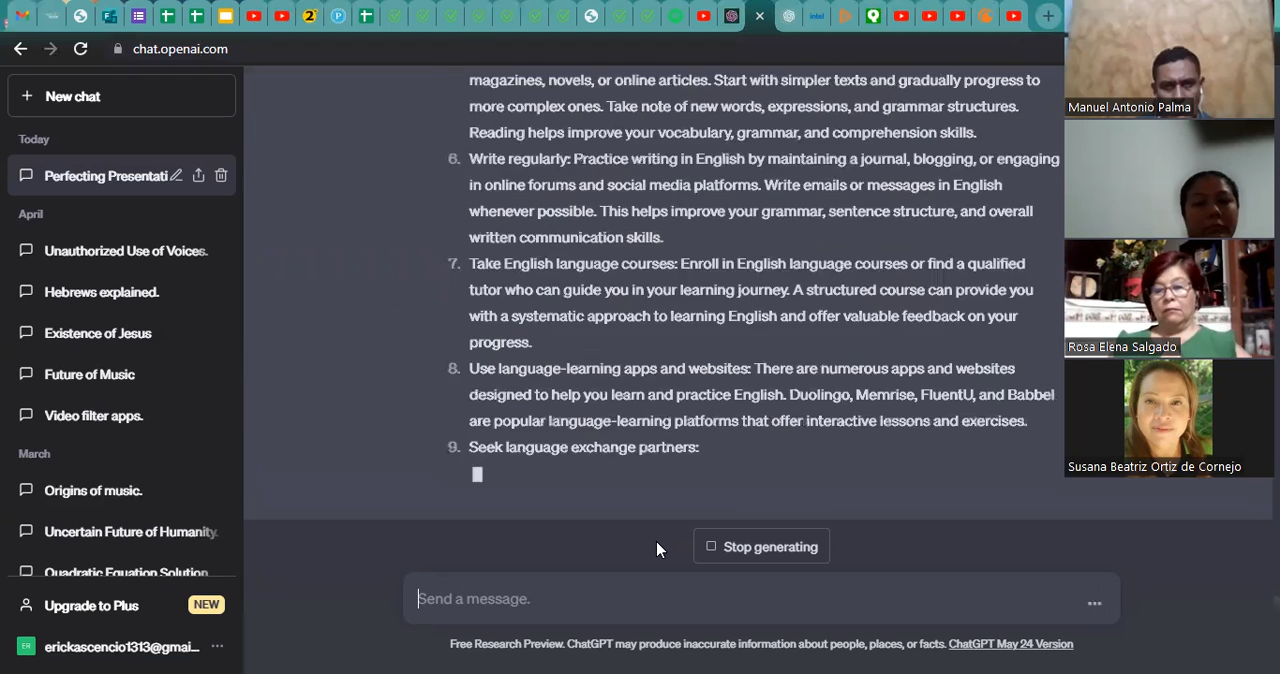 chat.openai.com
New chat
Today
Perfecting Presentati
April
Unauthorized Use of Voices.
Hebrews explained.
Existence of Jesus
Future of Music
Video filter apps.
March
Origins of music.
Uncertain Future of Humanity.
Quadratic Equation Solution
Upgrade to Plus NEW
ER erickascencio1313@gmai... ...
magazines, novels, or online articles. Start with simpler texts and gradually progress to
more complex ones. Take note of new words, expressions, and grammar structures.
Reading helps improve your vocabulary, grammar, and comprehension skills.
6. Write regularly: Practice writing in English by maintaining a journal, blogging, or engaging
in online forums and social media platforms. Write emails or messages in English
whenever possible. This helps improve your grammar, sentence structure, and overall
written communication skills.
7. Take English language courses: Enroll in English language courses or find a qualified
tutor who can guide you in your learning journey. A structured course can provide you
with a systematic approach to learning English and offer valuable feedback on your
progress.
8. Use language-learning apps and websites: There are numerous apps and websites
designed to help you learn and practice English. Duolingo, Memrise, FluentU, and Babbel
are popular language-learning platforms that offer interactive lessons and exercises.
9. Seek language exchange partners:
Stop generating
Send a message.
Free Research Preview. ChatGPT may produce inaccurate information about people, places, or facts. ChatGPT May 24 Version
Manuel Antonio Palma
Rosa Elena Salgado
Susana Beatriz Ortiz de Cornejo